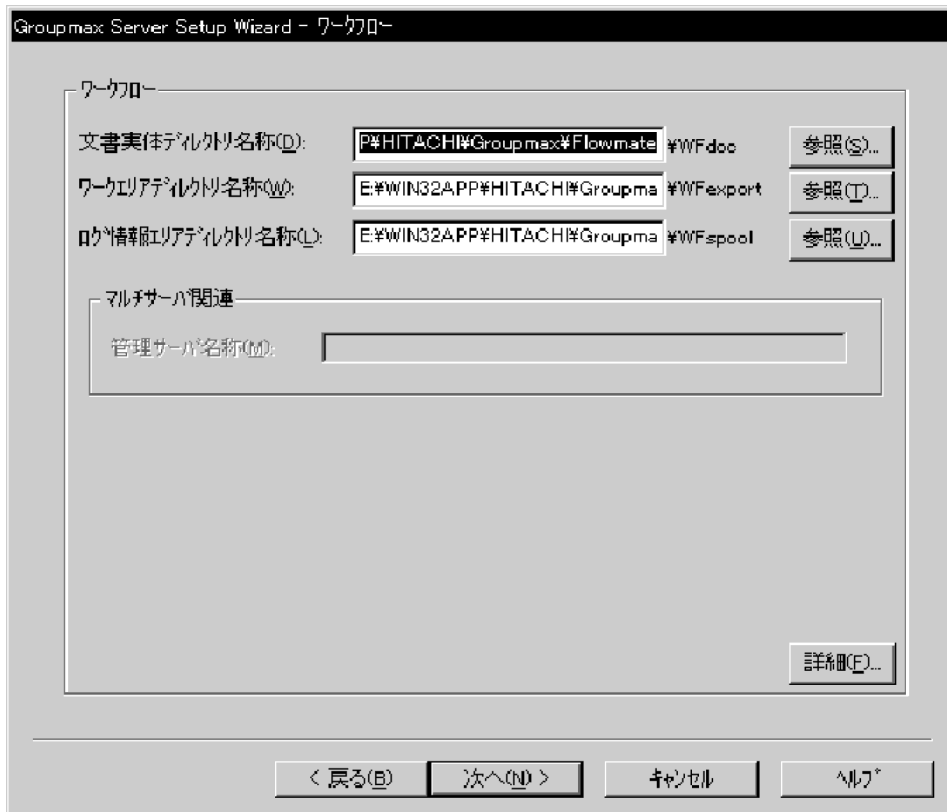 Groupmax Server Setup Wizard - ワークフロー
ワークフロー
文書実体ディレクトリ名称(D): P¥HITACHI¥Groupmax¥Flowmate ¥WFdoc 参照(S)...
ワークエリアディレクトリ名称(W): E:¥WIN32APP¥HITACHI¥Groupma ¥WFexport 参照(T)...
ログ情報エリアディレクトリ名称(L): E:¥WIN32APP¥HITACHI¥Groupma ¥WFspool 参照(U)...
マルチサーバ関連
管理サーバ名称(M):
詳細(F)...
< 戻る(B) 次へ(N) > キャンセル ヘルプ